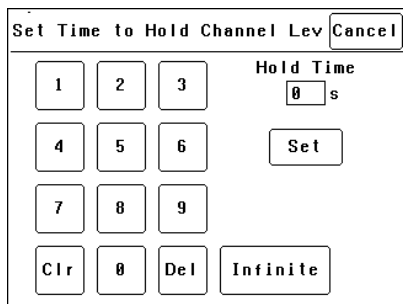 Set Time to Hold Channel Lev Cancel
1 2 3 Hold Time
0 s
4 5 6 Set
7 8 9
Clr 0 Del Infinite